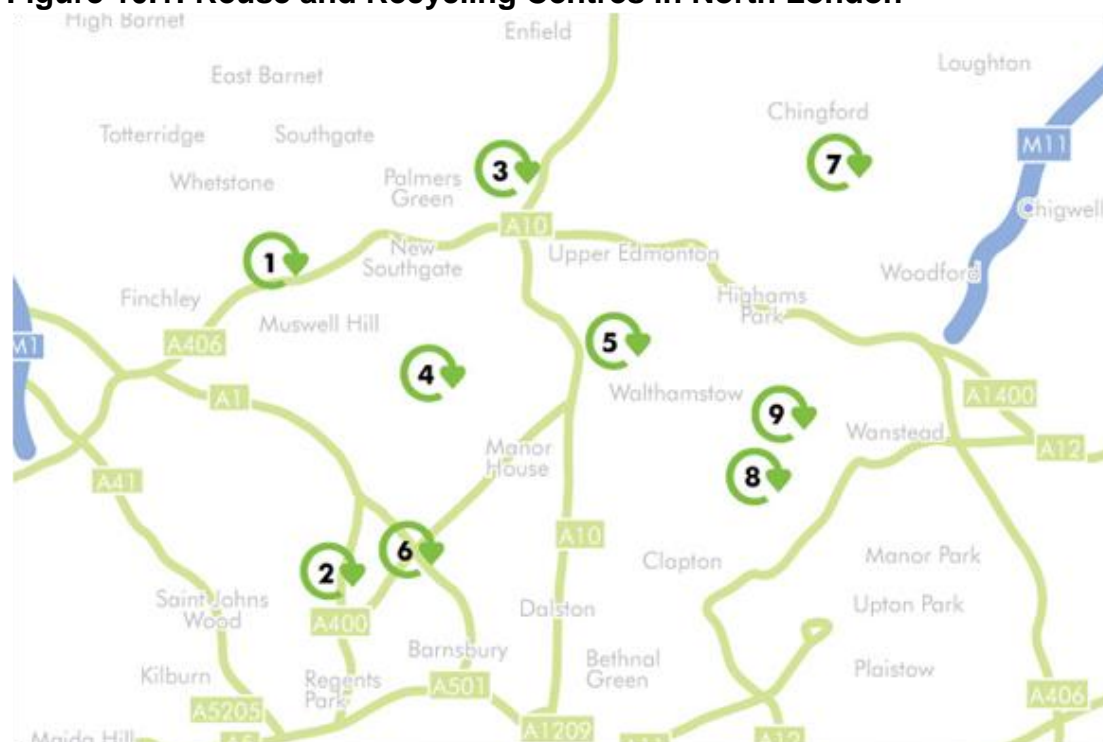 Figure 10.1: Reuse and Recycling Centres in North London
High Barnet
Enfield
Loughton
East Barnet
Chingford
Totterridge
Southgate
M11
3
7
Palmers
Green
Whetstone
Chigwell
A10
New
Southgate
Upper Edmonton
1
Woodford
Finchley
Highams
Park
Muswell Hill
M1
A406
5
4
Walthamstow
A1
A1400
9
Wanstead
A12
Manor
House
8
A41
A10
6
Clapton
Manor Park
2
Saint Johns
Wood
Dalston
Upton Park
A400
Barnsbury
Bethnal
Green
Plaistow
Kilburn
Regents
Park
A501
A406
A5205
A1209
A5
A12
Maida Hill